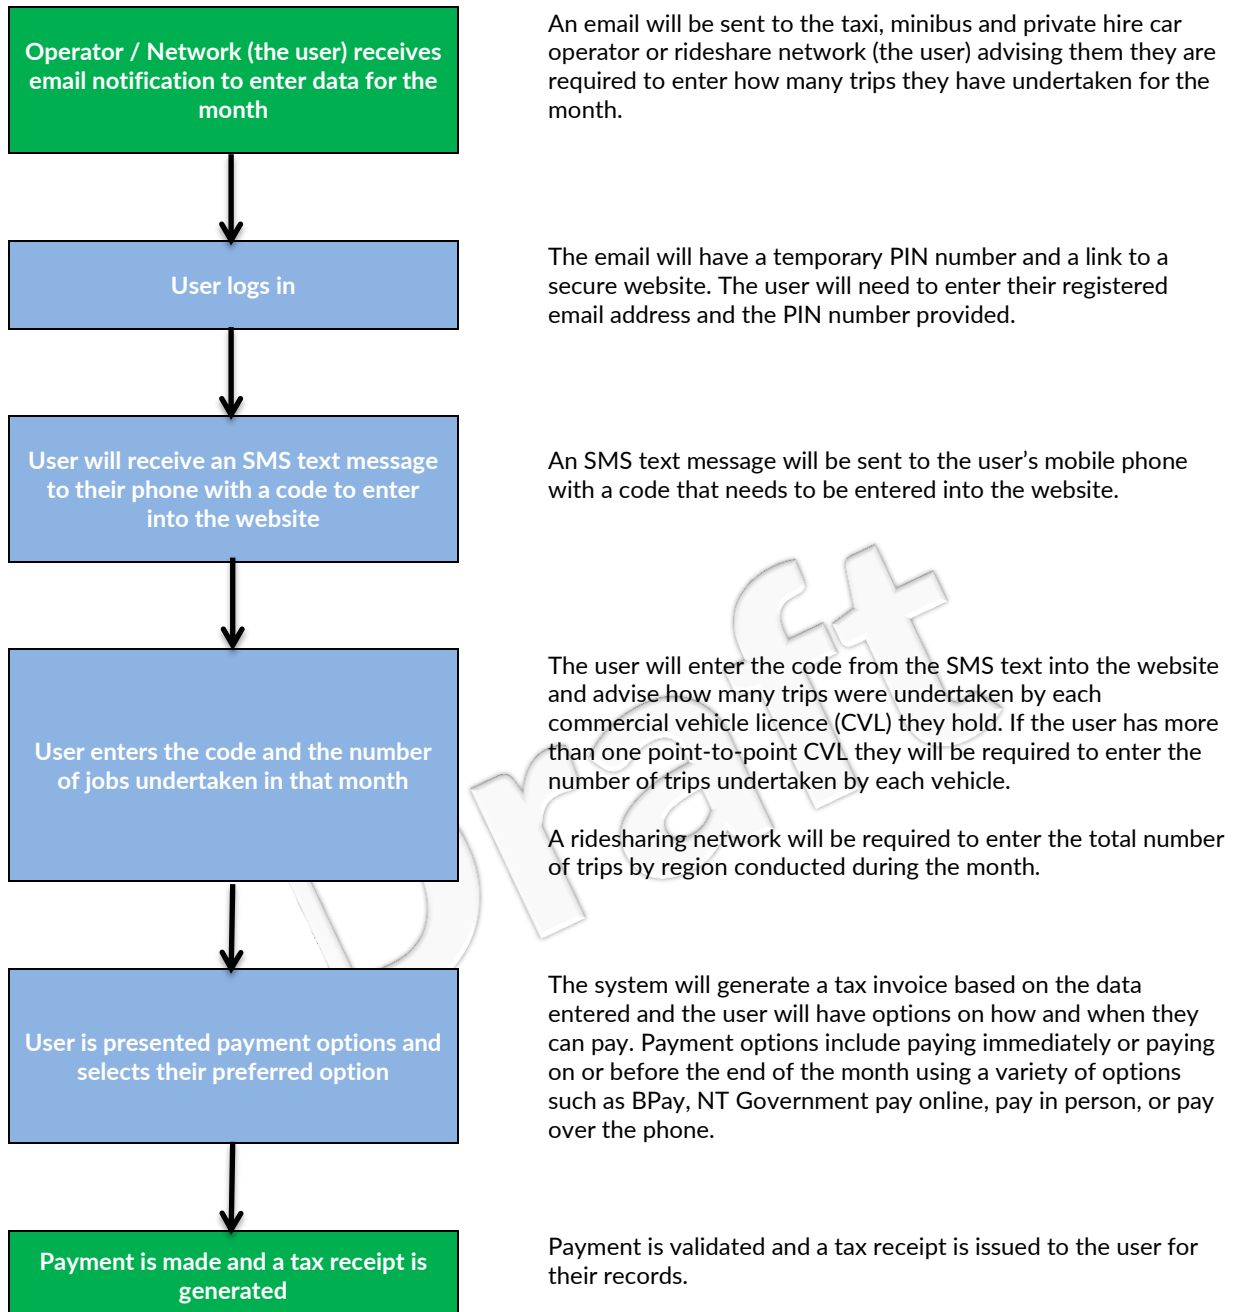 Operator / Network (the user) receives
email notification to enter data for the
month
An email will be sent to the taxi, minibus and private hire car
operator or rideshare network (the user) advising them they are
required to enter how many trips they have undertaken for the
month.
User logs in
The email will have a temporary PIN number and a link to a
secure website. The user will need to enter their registered
email address and the PIN number provided.
User will receive an SMS text message
to their phone with a code to enter
into the website
An SMS text message will be sent to the user’s mobile phone
with a code that needs to be entered into the website.
User enters the code and the number
of jobs undertaken in that month
The user will enter the code from the SMS text into the website
and advise how many trips were undertaken by each
commercial vehicle licence (CVL) they hold. If the user has more
than one point-to-point CVL they will be required to enter the
number of trips undertaken by each vehicle.
A ridesharing network will be required to enter the total number
of trips by region conducted during the month.
Draft
User is presented payment options and
selects their preferred option
The system will generate a tax invoice based on the data
entered and the user will have options on how and when they
can pay. Payment options include paying immediately or paying
on or before the end of the month using a variety of options
such as BPay, NT Government pay online, pay in person, or pay
over the phone.
Payment is made and a tax receipt is
generated
Payment is validated and a tax receipt is issued to the user for
their records.